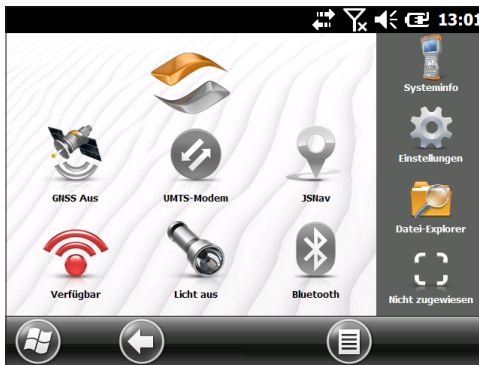 13:01
Systeminfo
GNSS Aus
UMTS-Modem
JSNav
Einstellungen
Datei-Explorer
Verfügbar
Licht aus
Bluetooth
Nicht zugewiesen